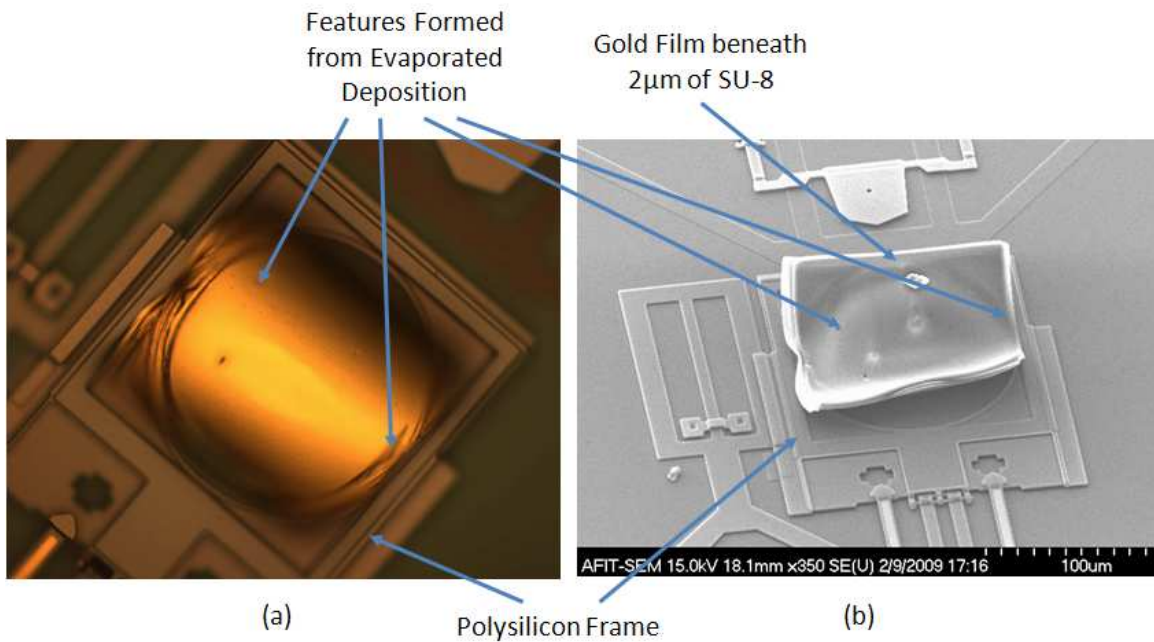 Features Formed
from Evaporated
Deposition
Gold Film beneath
2µm of SU-8
AFIT-SEM 15.0kV 18.1mm x350 SE(U) 2/9/2009 17:16
100um
(a)
(b)
Polysilicon Frame